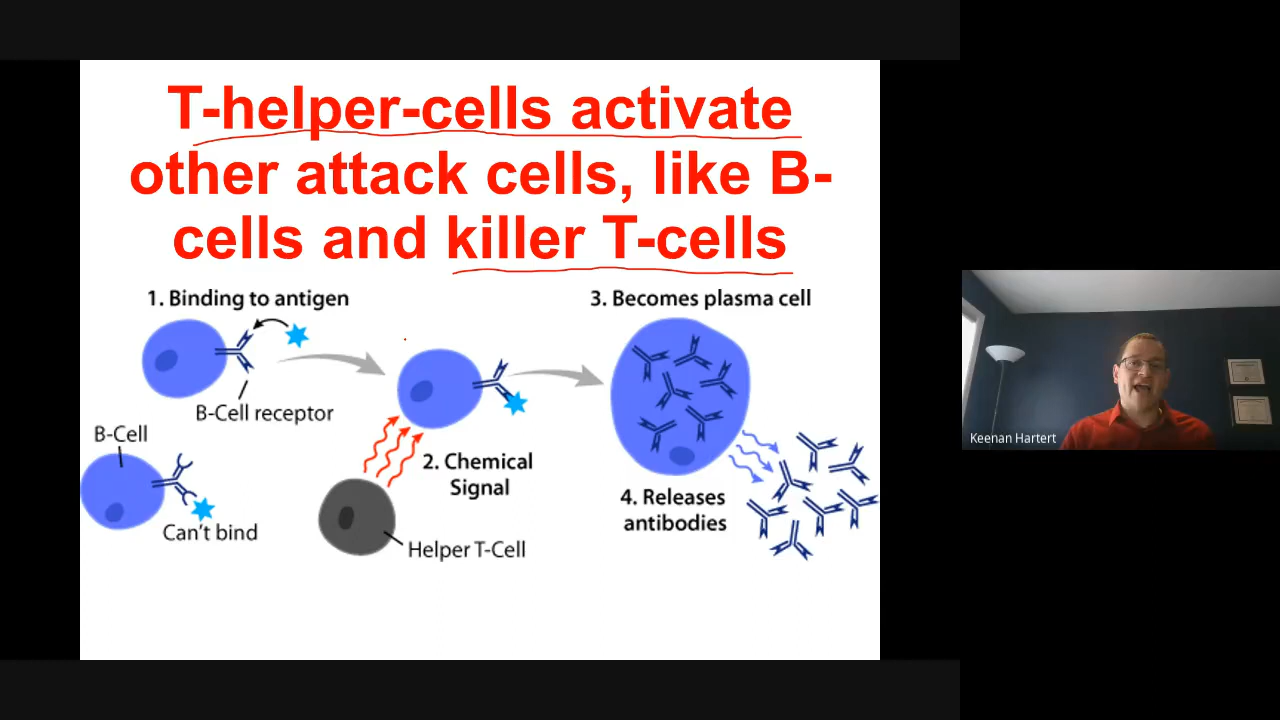 T-helper-cells activate
other attack cells, like B-
cells and killer T-cells
1. Binding to antigen
3. Becomes plasma cell
B-Cell receptor
B-Cell
2. Chemical
Signal
Can't bind
Helper T-Cell
4. Releases
antibodies
Keenan Hartert